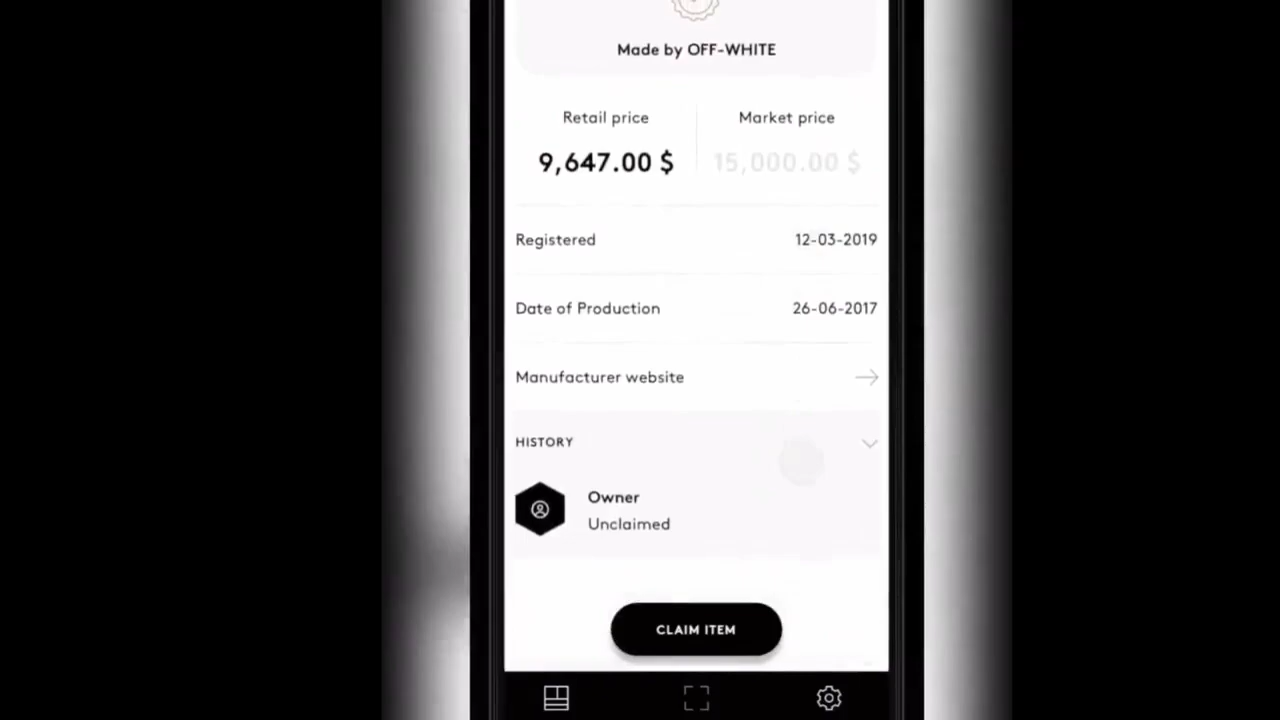 Made by OFF-WHITE
Retail price Market price
9,647.00 $ 15,000.00 $
Registered 12-03-2019
Date of Production 26-06-2017
Manufacturer website
HISTORY
Owner
Unclaimed
CLAIM ITEM